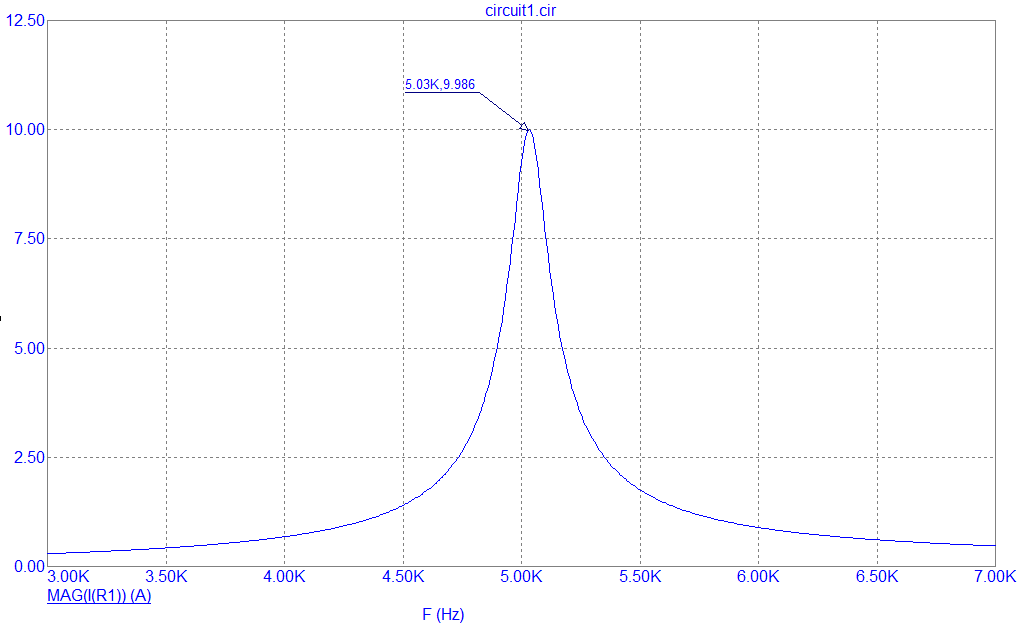 circuit1.cir
12.50
5.03K,9.986
10.00
7.50
5.00
2.50
0.00
3.00K 3.50K 4.00K 4.50K 5.00K 5.50K 6.00K 6.50K 7.00K
MAG(I(R1)) (A)
F (Hz)